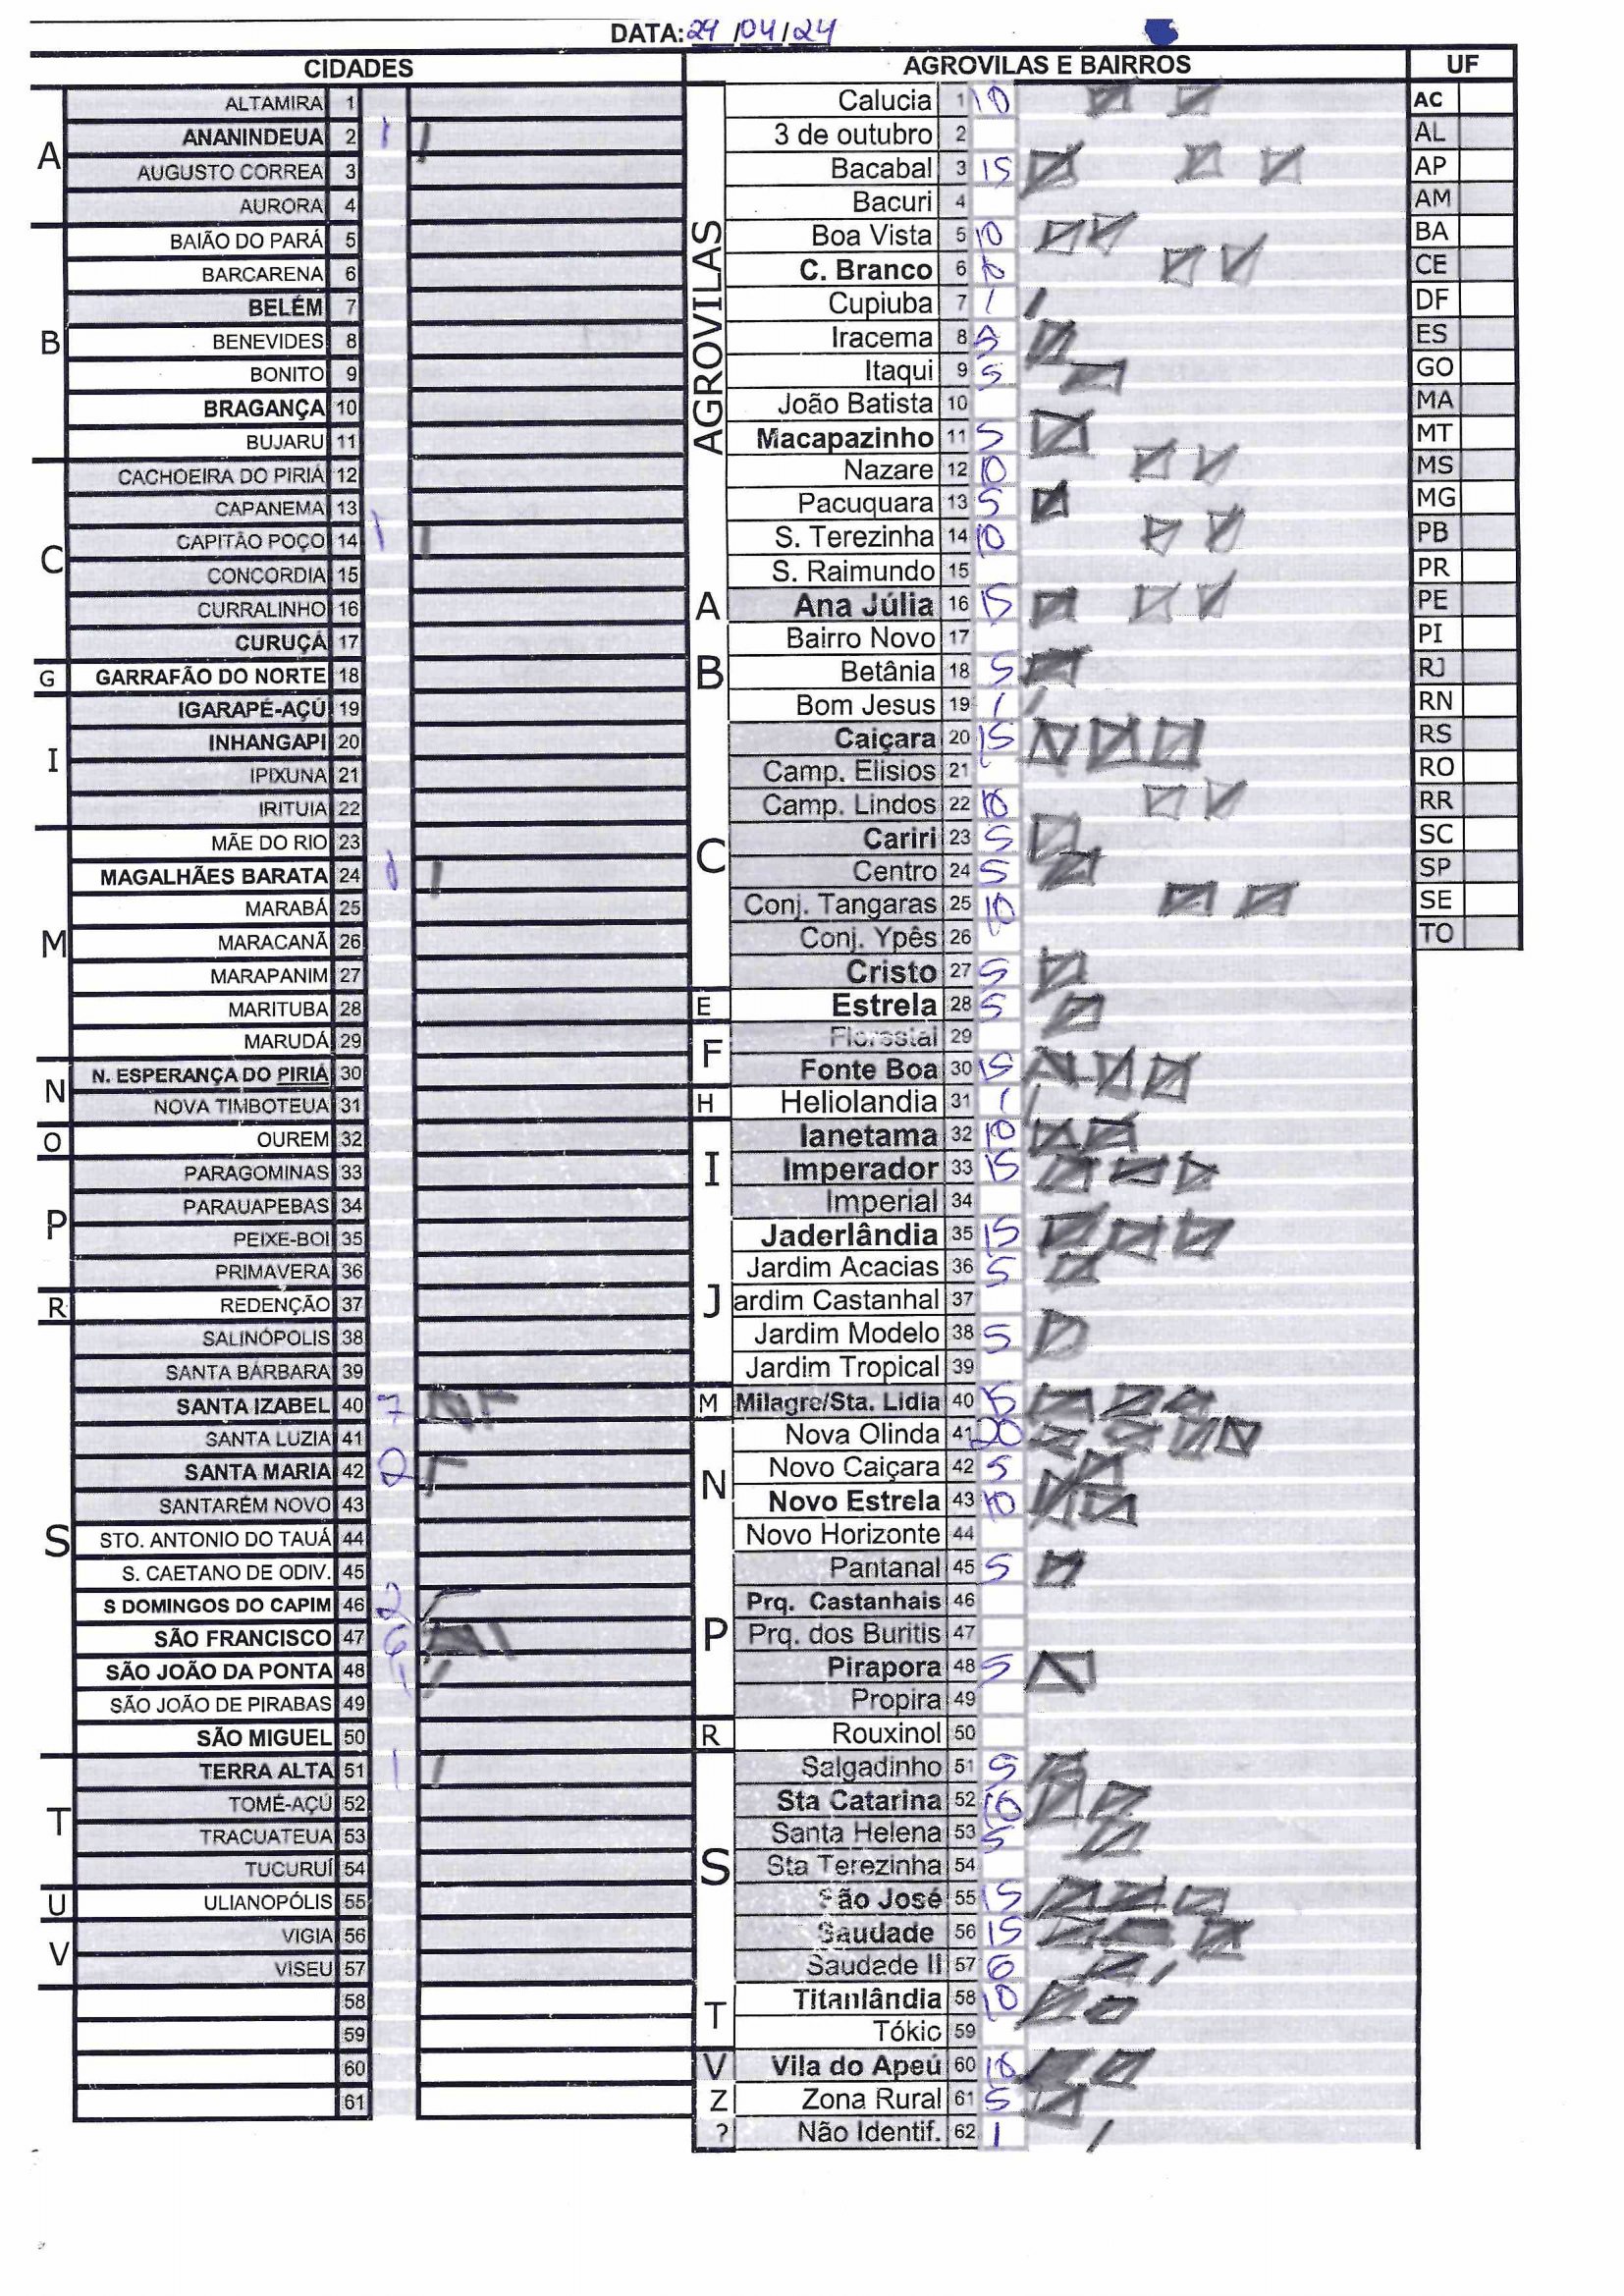 DATA: 29/04/24
CIDADES
A
ALTAMIRA 1
ANANINDEUA 2 1
AUGUSTO CORREA 3
AURORA 4
B
BAIÃO DO PARÁ 5
BARCARENA 6
BELÉM 7
BENEVIDES 8
BONITO 9
BRAGANÇA 10
BUJARU 11
C
CACHOEIRA DO PIRIÁ 12
CAPANEMA 13
CAPITÃO POÇO 14 1
CONCORDIA 15
CURRALINHO 16
CURUÇÁ 17
G
GARRAFÃO DO NORTE 18
I
IGARAPÉ-AÇÚ 19
INHANGAPI 20
IPIXUNA 21
IRITUIA 22
M
MÃE DO RIO 23
MAGALHÃES BARATA 24 1
MARABÁ 25
MARACANÃ 26
MARAPANIM 27
MARITUBA 28
MARUDÁ 29
N
N. ESPERANÇA DO PIRIÁ 30
NOVA TIMBOTEUA 31
O
OUREM 32
P
PARAGOMINAS 33
PARAUAPEBAS 34
PEIXE-BOI 35
PRIMAVERA 36
R
REDENÇÃO 37
S
SALINÓPOLIS 38
SANTA BÁRBARA 39
SANTA IZABEL 40 7
SANTA LUZIA 41
SANTA MARIA 42 2
SANTARÉM NOVO 43
STO. ANTONIO DO TAUÁ 44
S. CAETANO DE ODIV. 45
S DOMINGOS DO CAPIM 46 2
SÃO FRANCISCO 47 6
SÃO JOÃO DA PONTA 48 1
SÃO JOÃO DE PIRABAS 49
SÃO MIGUEL 50
T
TERRA ALTA 51 1
TOMÉ-AÇÚ 52
TRACUATEUA 53
TUCURUÍ 54
U
ULIANOPÓLIS 55
V
VIGIA 56
VISEU 57
58
59
60
61
AGROVILAS E BAIRROS
AGROVILAS
Calucia 1 10
3 de outubro 2
Bacabal 3 15
Bacuri 4
Boa Vista 5 10
C. Branco 6 10
Cupiuba 7 1
Iracema 8 5
Itaqui 9 5
João Batista 10
Macapazinho 11 5
Nazare 12 10
Pacuquara 13 5
S. Terezinha 14 10
S. Raimundo 15
A
Ana Júlia 16 15
B
Bairro Novo 17
Betânia 18 5
Bom Jesus 19 1
C
Caiçara 20 15
Camp. Elisios 21
Camp. Lindos 22 10
Cariri 23 5
Centro 24 5
Conj. Tangaras 25 10
Conj. Ypês 26
Cristo 27 5
E
Estrela 28 5
F
Florestal 29
Fonte Boa 30 15
H
Heliolandia 31 1
I
Ianetama 32 10
Imperador 33 15
Imperial 34
J
Jaderlândia 35 15
Jardim Acacias 36 5
ardim Castanhal 37
Jardim Modelo 38 5
Jardim Tropical 39
M
Milagre/Sta. Lidia 40 15
N
Nova Olinda 41 20
Novo Caiçara 42 5
Novo Estrela 43 10
Novo Horizonte 44
P
Pantanal 45 5
Prq. Castanhais 46
Prq. dos Buritis 47
Pirapora 48 5
Propira 49
R
Rouxinol 50
S
Salgadinho 51 5
Sta Catarina 52 10
Santa Helena 53 5
Sta Terezinha 54
São José 55 15
Saudade 56 15
Saudade II 57 6
T
Titanlândia 58 10
Tókio 59
V
Vila do Apeú 60 10
Z
Zona Rural 61 5
?
Não Identif. 62 1
UF
AC
AL
AP
AM
BA
CE
DF
ES
GO
MA
MT
MS
MG
PB
PR
PE
PI
RJ
RN
RS
RO
RR
SC
SP
SE
TO